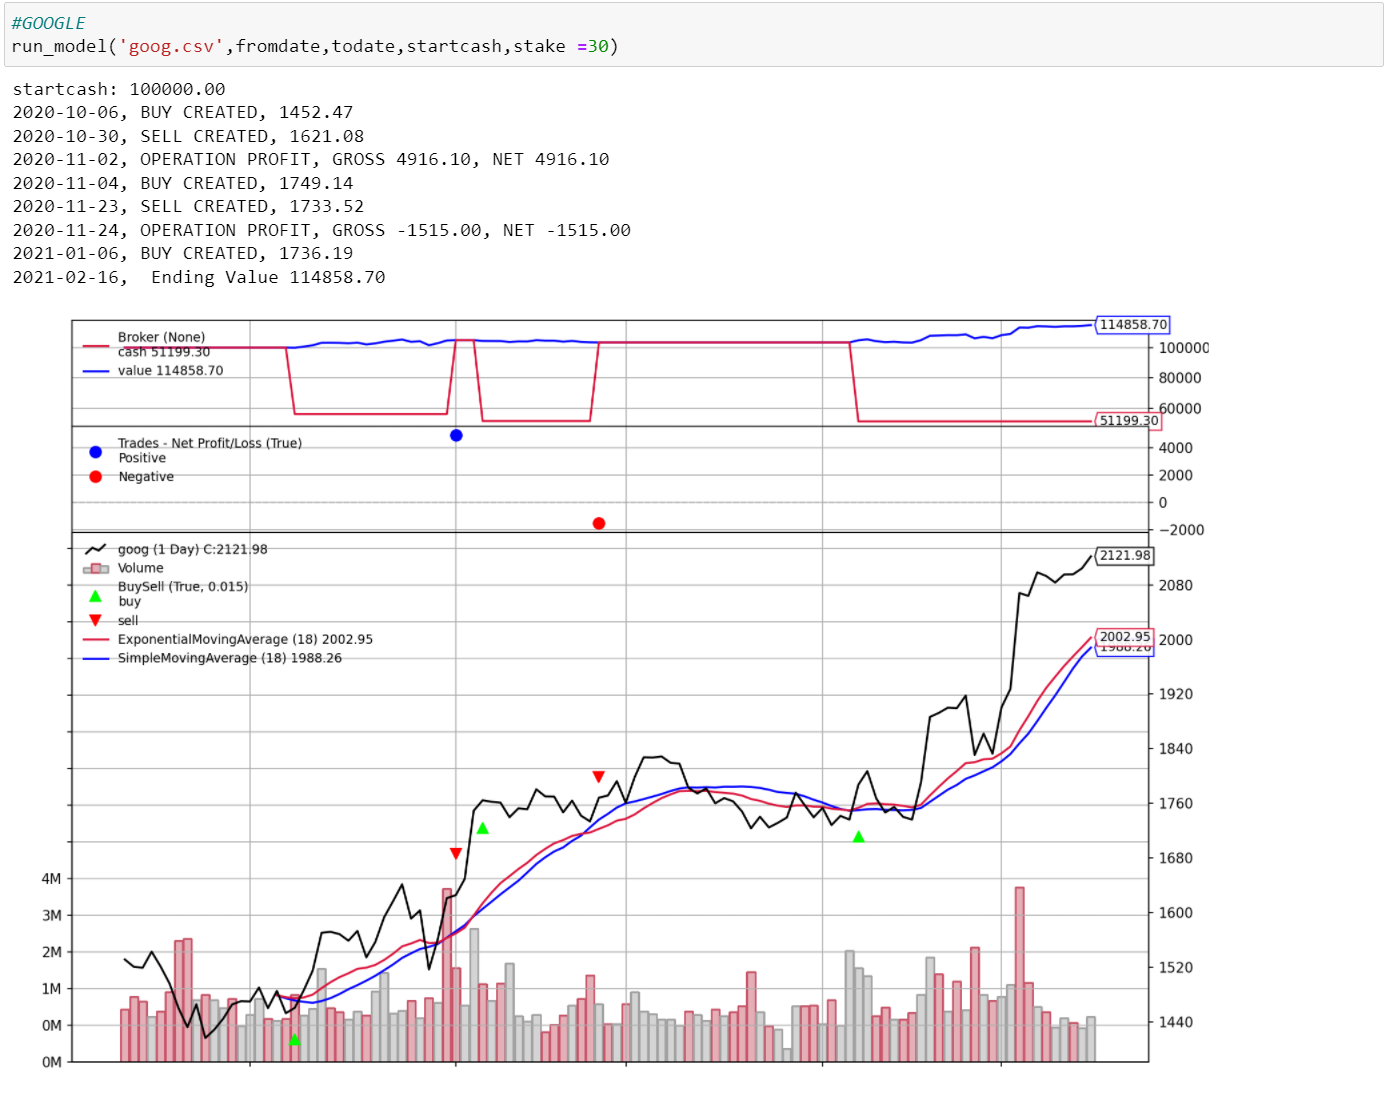 #GOOGLE
run_model('goog.csv',fromdate,todate,startcash,stake =30)
startcash: 100000.00
2020-10-06, BUY CREATED, 1452.47
2020-10-30, SELL CREATED, 1621.08
2020-11-02, OPERATION PROFIT, GROSS 4916.10, NET 4916.10
2020-11-04, BUY CREATED, 1749.14
2020-11-23, SELL CREATED, 1733.52
2020-11-24, OPERATION PROFIT, GROSS -1515.00, NET -1515.00
2021-01-06, BUY CREATED, 1736.19
2021-02-16,  Ending Value 114858.70
Broker (None)
cash 51199.30
value 114858.70
114858.70
100000
80000
60000
51199.30
Trades - Net Profit/Loss (True)
Positive
Negative
4000
2000
0
−2000
goog (1 Day) C:2121.98
Volume
BuySell (True, 0.015)
buy
sell
ExponentialMovingAverage (18) 2002.95
SimpleMovingAverage (18) 1988.26
2121.98
2080
2002.95
2000
1988.26
1920
1840
1760
1680
1600
1520
1440
4M
3M
2M
1M
0M
0M